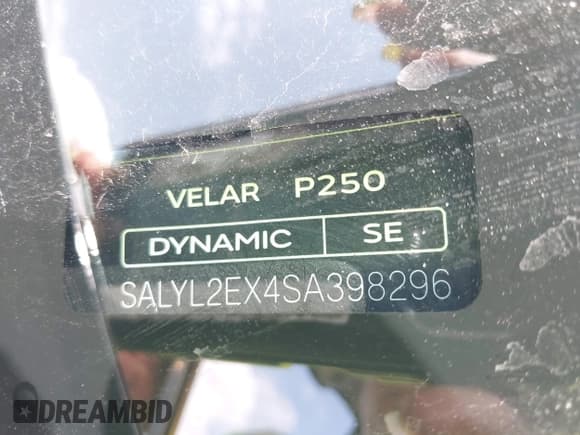 VELAR P250
DYNAMIC SE
SALYL2EX4SA398296
DREAMBID